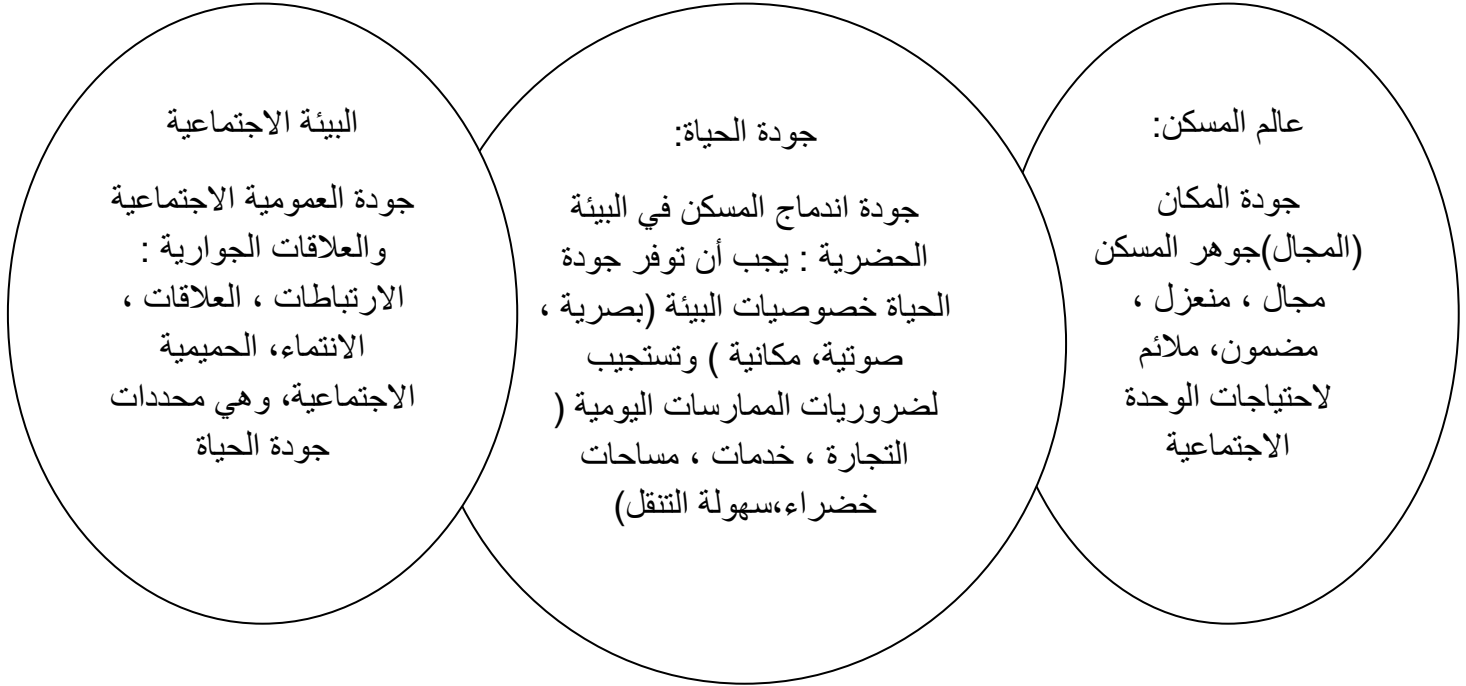 عالم المسكن:
جودة المكان
(المجال)جوهر المسكن
مجال ، منعزل ،
مضمون، ملائم
لاحتياجات الوحدة
الاجتماعية
جودة الحياة:
جودة اندماج المسكن في البيئة
الحضرية : يجب أن توفر جودة
الحياة خصوصيات البيئة (بصرية ،
صوتية، مكانية ) وتستجيب
لضروريات الممارسات اليومية (
التجارة ، خدمات ، مساحات
خضراء،سهولة التنقل)
البيئة الاجتماعية
جودة العمومية الاجتماعية
والعلاقات الجوارية :
الارتباطات ، العلاقات ،
الانتماء، الحميمية
الاجتماعية، وهي محددات
جودة الحياة